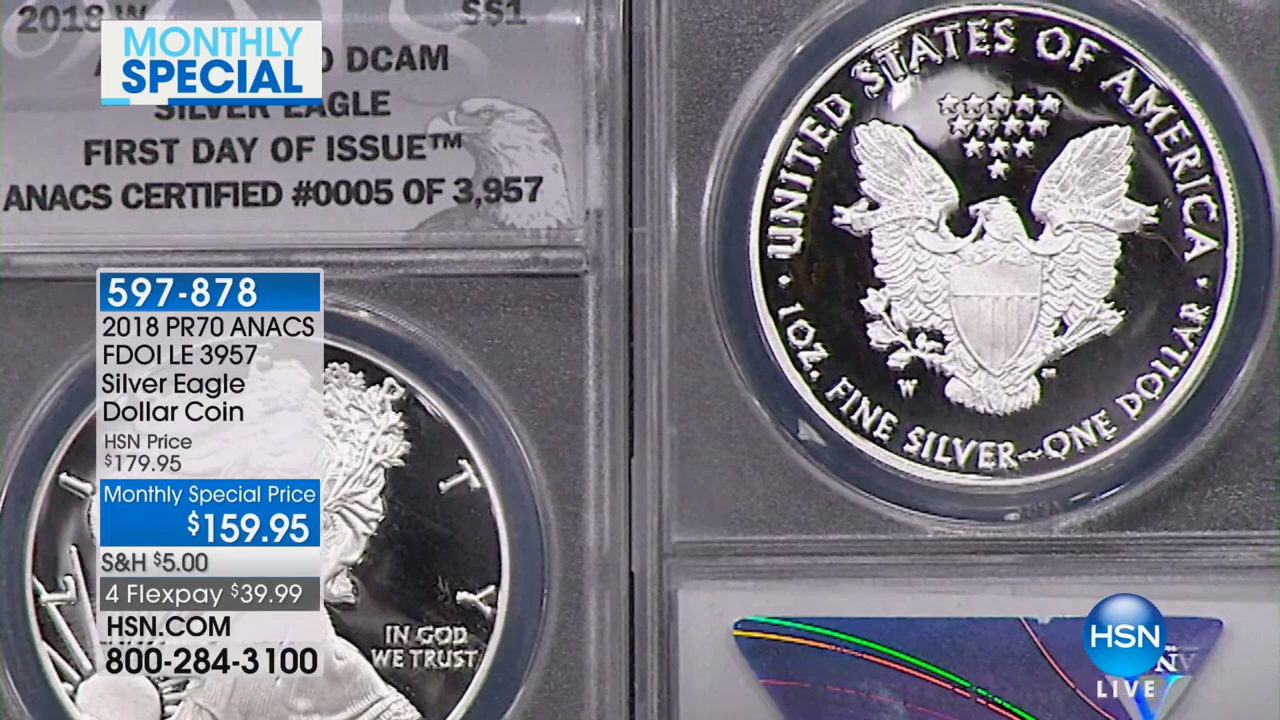 2018 W
S$1
MONTHLY
SPECIAL
DCAM
SILVER EAGLE
FIRST DAY OF ISSUE™
ANACS CERTIFIED #0005 OF 3,957
597-878
2018 PR70 ANACS
FDOI LE 3957
Silver Eagle
Dollar Coin
HSN Price
$179.95
Monthly Special Price
$159.95
S&H $5.00
4 Flexpay $39.99
HSN.COM
800-284-3100
L I T Y
IN GOD
WE TRUST
UNITED STATES OF AMERICA
1 OZ. FINE SILVER~ONE DOLLAR
W
HSN
LIVE